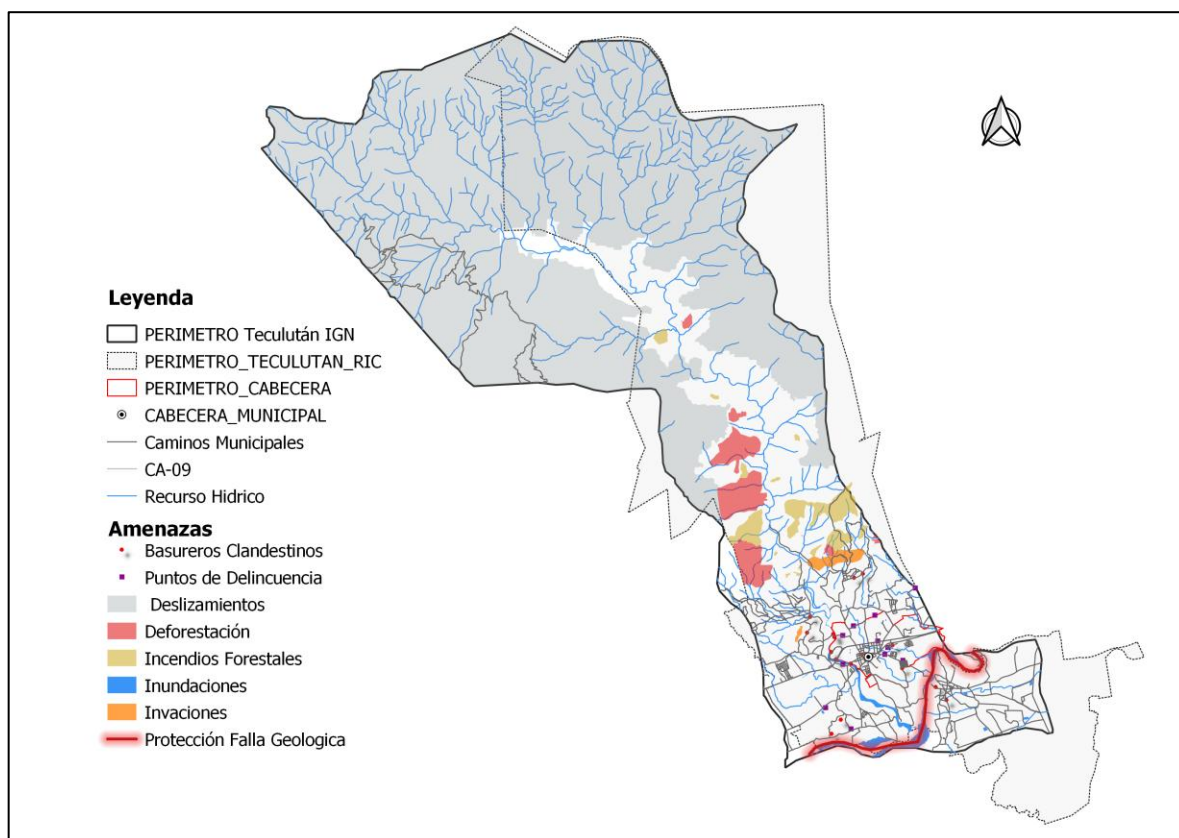 Leyenda
PERIMETRO Teculután IGN
PERIMETRO_TECULUTAN_RIC
PERIMETRO_CABECERA
CABECERA_MUNICIPAL
Caminos Municipales
CA-09
Recurso Hidrico
Amenazas
Basureros Clandestinos
Puntos de Delincuencia
Deslizamientos
Deforestación
Incendios Forestales
Inundaciones
Invaciones
Protección Falla Geologica